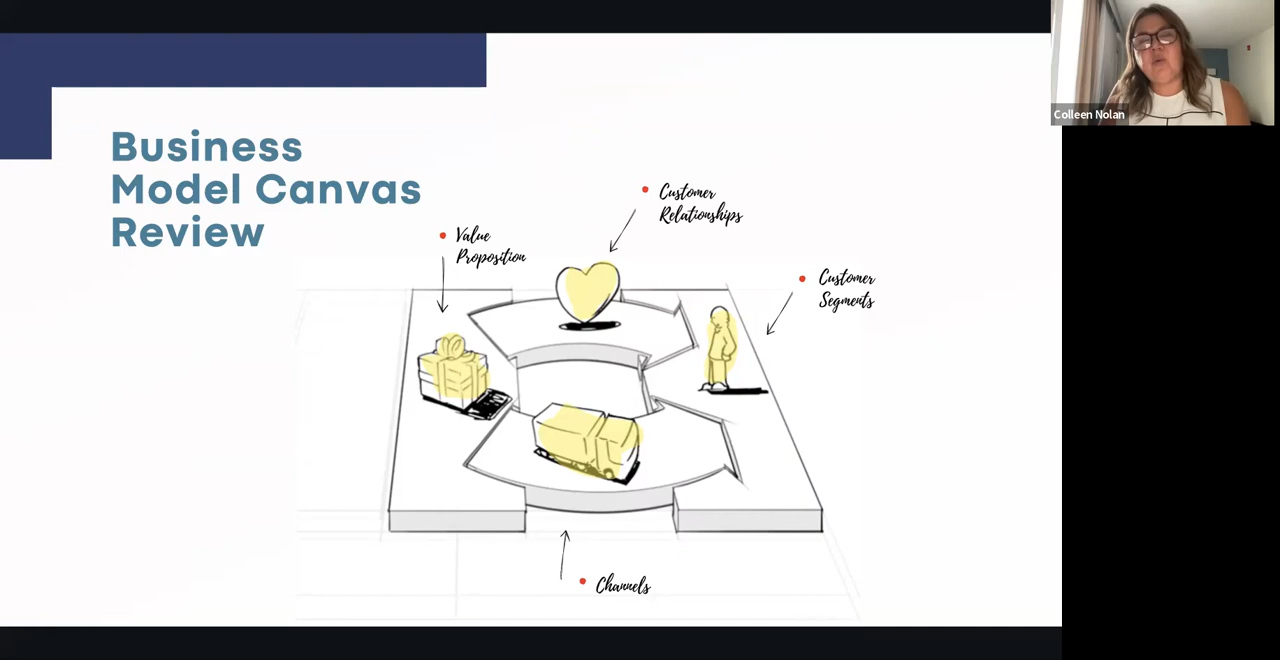 Colleen Nolan
Business
Model Canvas
Review
Customer
Relationships
Value
Proposition
Customer
Segments
Channels